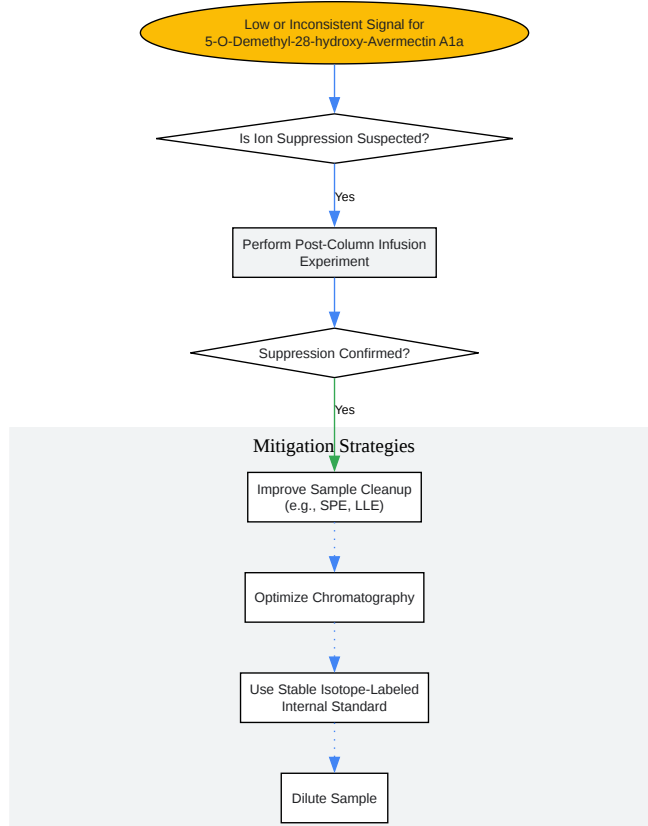 Low or Inconsistent Signal for
5-O-Demethyl-28-hydroxy-Avermectin A1a
Is Ion Suppression Suspected?
Yes
Perform Post-Column Infusion
Experiment
Suppression Confirmed?
Yes
Mitigation Strategies
Improve Sample Cleanup
(e.g., SPE, LLE)
Optimize Chromatography
Use Stable Isotope-Labeled
Internal Standard
Dilute Sample